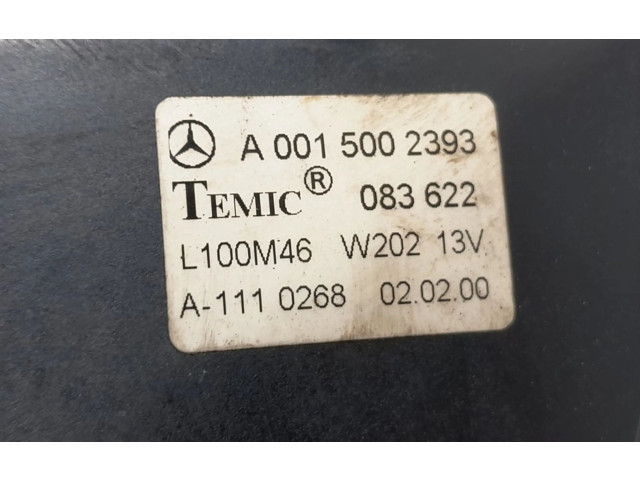 A 001 500 2393
TEMIC® 083 622
L100M46 W202 13V
A-111 0268 02.02.00